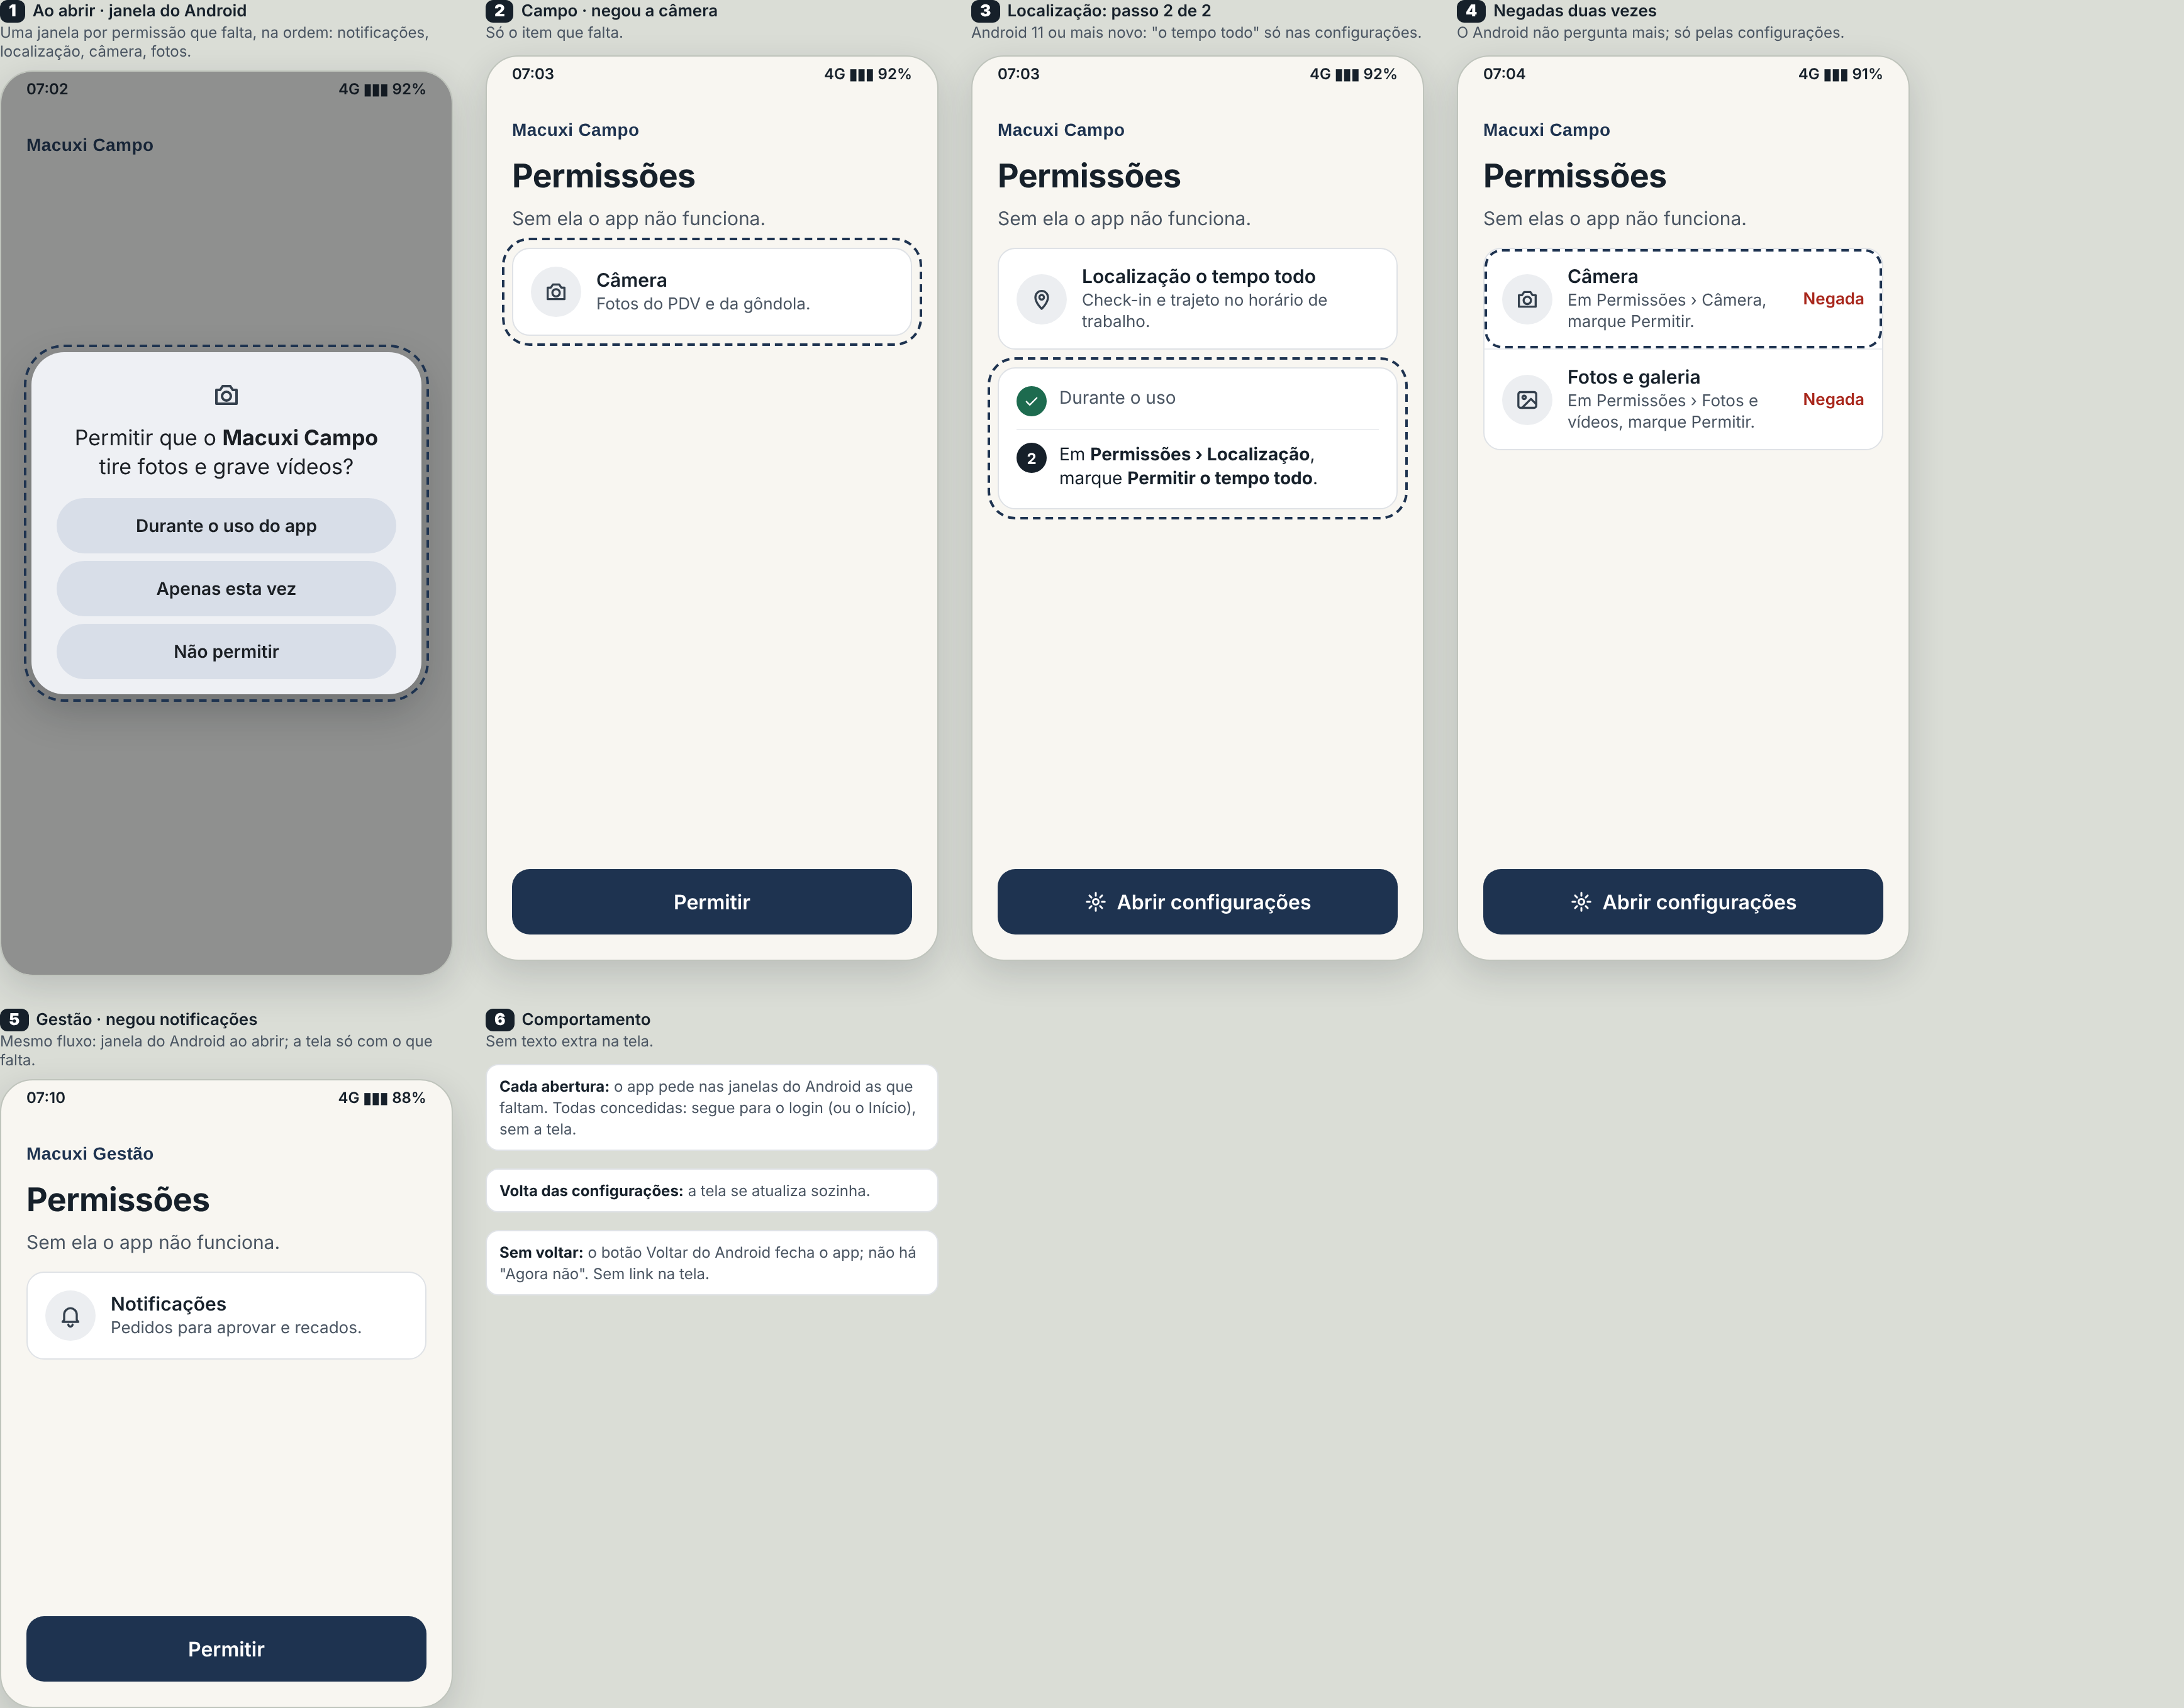 1 Ao abrir · janela do Android
Uma janela por permissão que falta, na ordem: notificações,
localização, câmera, fotos.
07:02 4G 92%
Macuxi Campo
Permitir que o Macuxi Campo
tire fotos e grave vídeos?
Durante o uso do app
Apenas esta vez
Não permitir
2 Campo · negou a câmera
Só o item que falta.
07:03 4G 92%
Macuxi Campo
Permissões
Sem ela o app não funciona.
Câmera
Fotos do PDV e da gôndola.
Permitir
3 Localização: passo 2 de 2
Android 11 ou mais novo: "o tempo todo" só nas configurações.
07:03 4G 92%
Macuxi Campo
Permissões
Sem ela o app não funciona.
Localização o tempo todo
Check-in e trajeto no horário de
trabalho.
Durante o uso
2 Em Permissões › Localização,
marque Permitir o tempo todo.
Abrir configurações
4 Negadas duas vezes
O Android não pergunta mais; só pelas configurações.
07:04 4G 91%
Macuxi Campo
Permissões
Sem elas o app não funciona.
Câmera
Em Permissões › Câmera,
marque Permitir.
Negada
Fotos e galeria
Em Permissões › Fotos e
vídeos, marque Permitir.
Negada
Abrir configurações
5 Gestão · negou notificações
Mesmo fluxo: janela do Android ao abrir; a tela só com o que
falta.
07:10 4G 88%
Macuxi Gestão
Permissões
Sem ela o app não funciona.
Notificações
Pedidos para aprovar e recados.
Permitir
6 Comportamento
Sem texto extra na tela.
Cada abertura: o app pede nas janelas do Android as que
faltam. Todas concedidas: segue para o login (ou o Início),
sem a tela.
Volta das configurações: a tela se atualiza sozinha.
Sem voltar: o botão Voltar do Android fecha o app; não há
"Agora não". Sem link na tela.